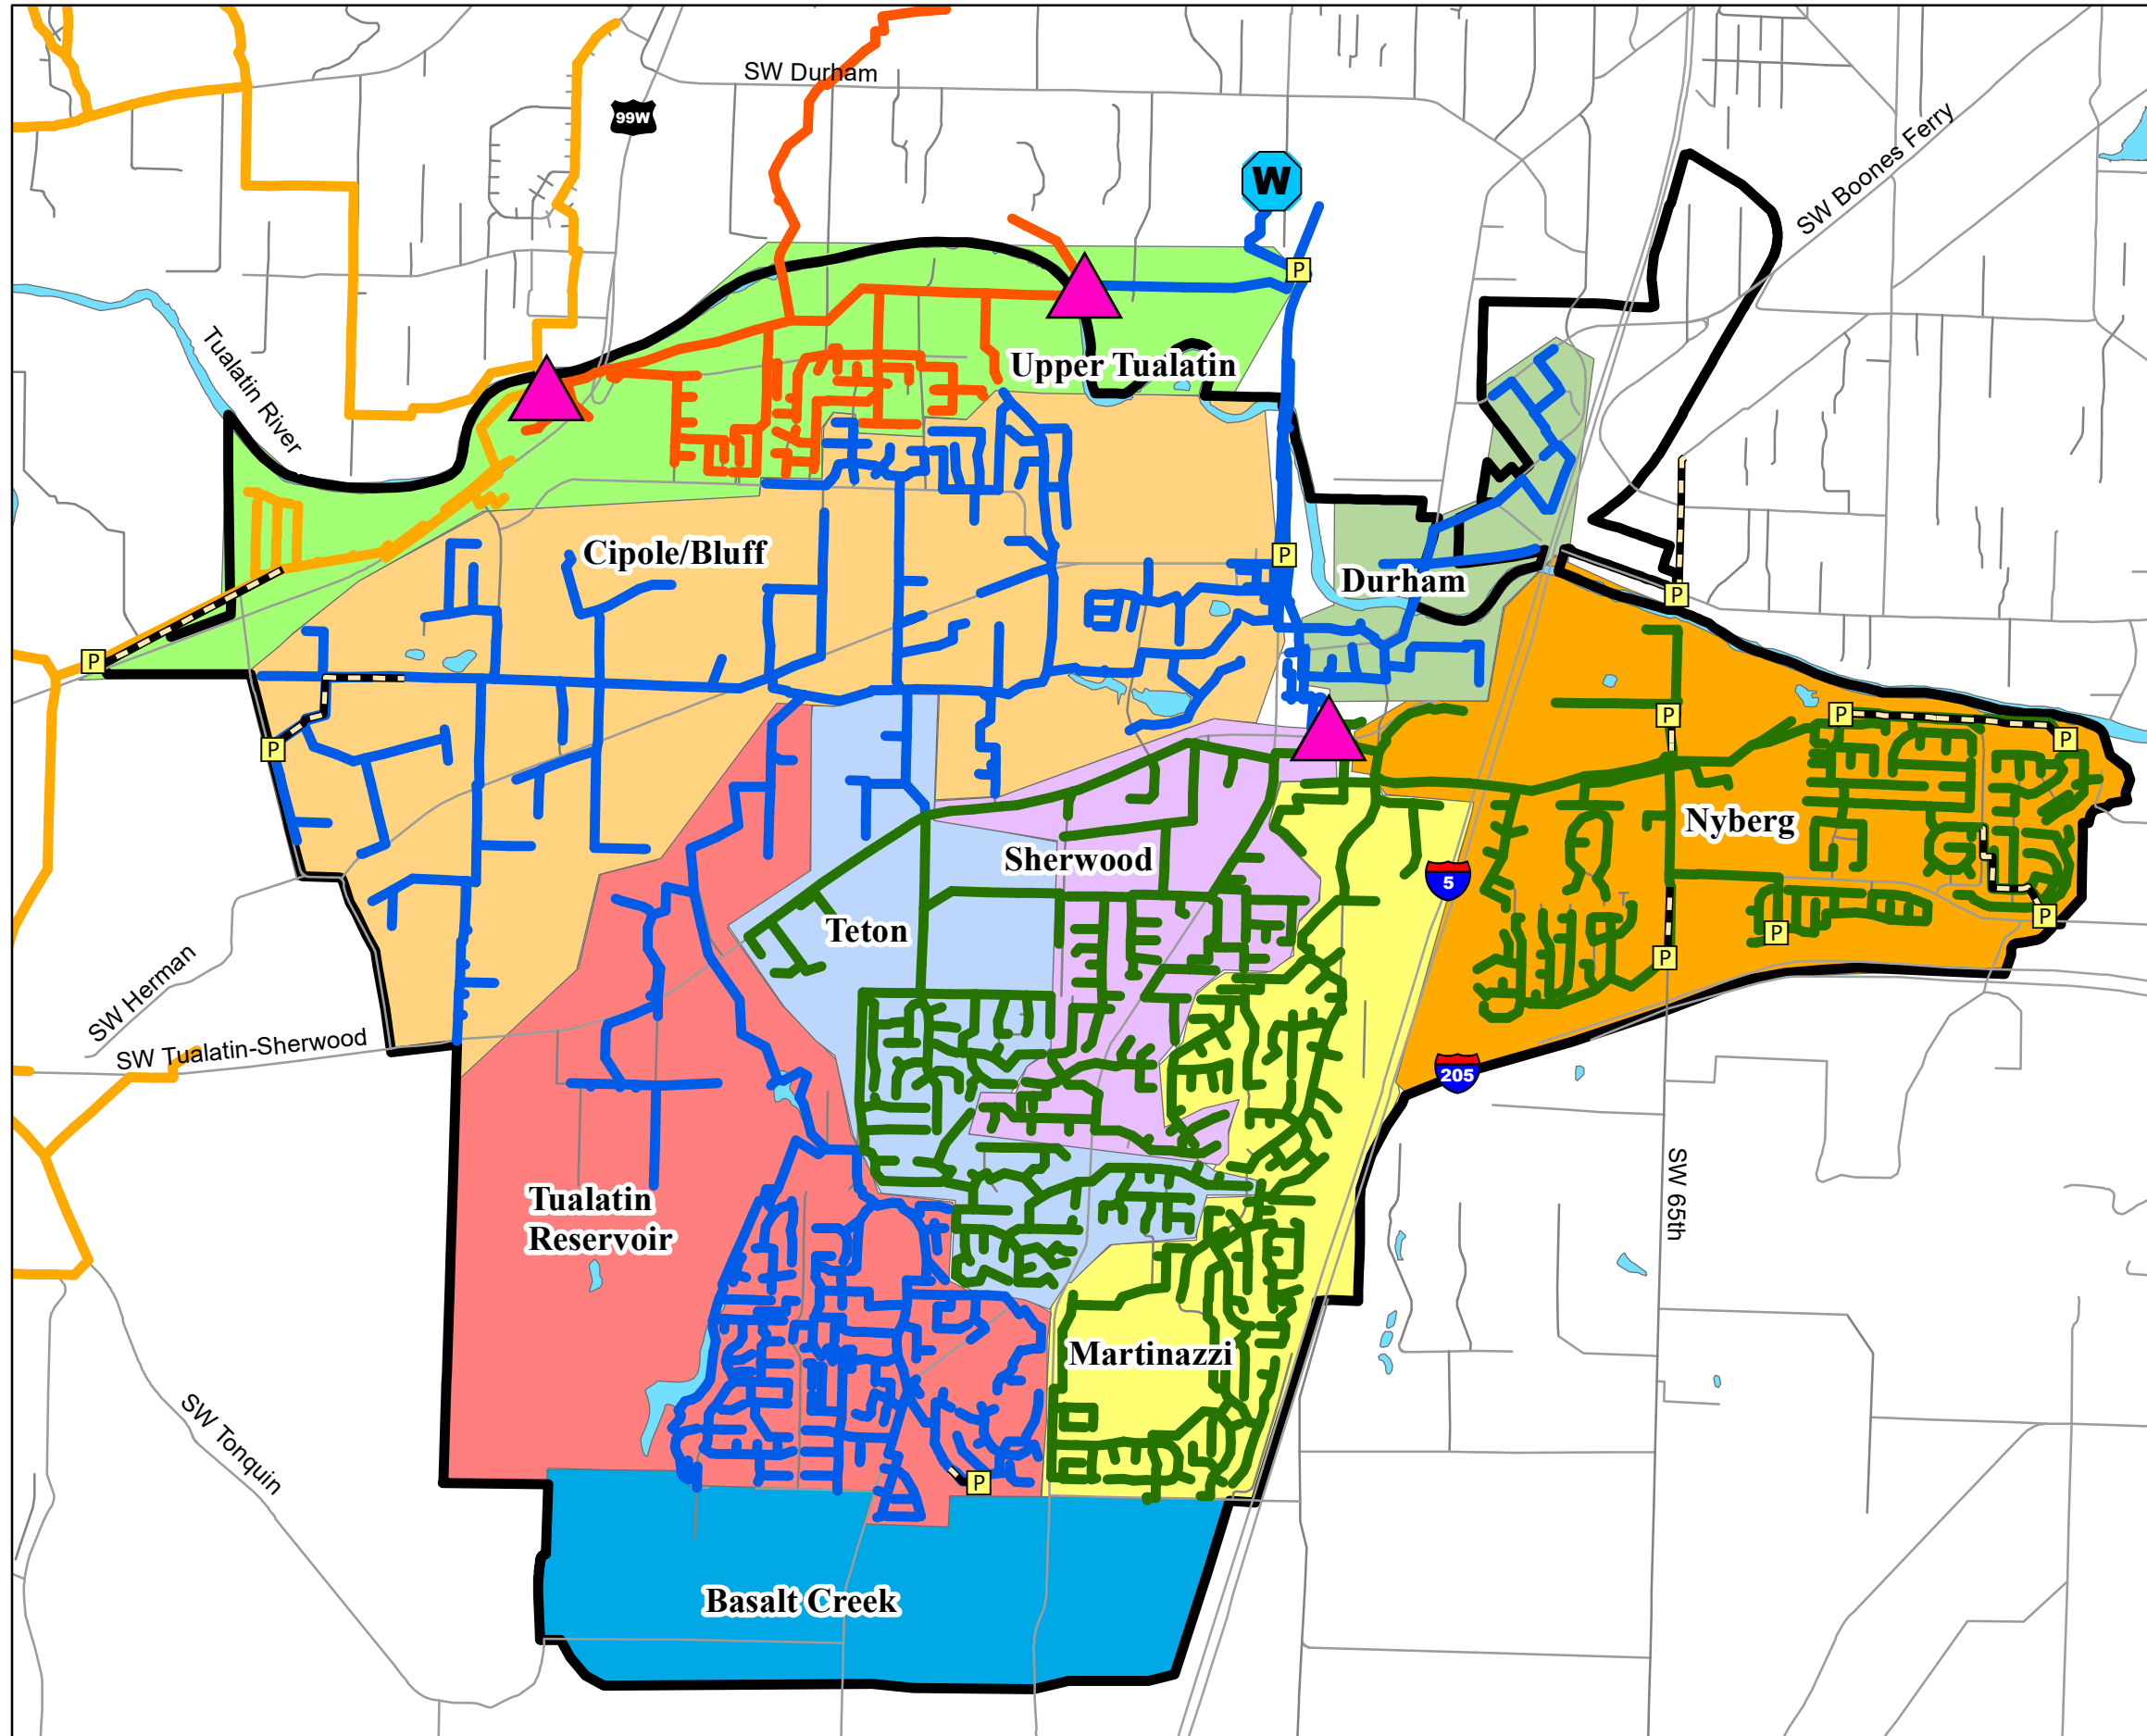 SW Durham
99W
SW Boones Ferry
W
P
Tualatin River
Upper Tualatin
P
Cipole/Bluff
Durham
P
P
P
P
P
P
Nyberg
Sherwood
5
Teton
P
P
P
SW Herman
SW Tualatin-Sherwood
205
SW 65th
Tualatin
Reservoir
Martinazzi
SW Tonquin
P
Basalt Creek